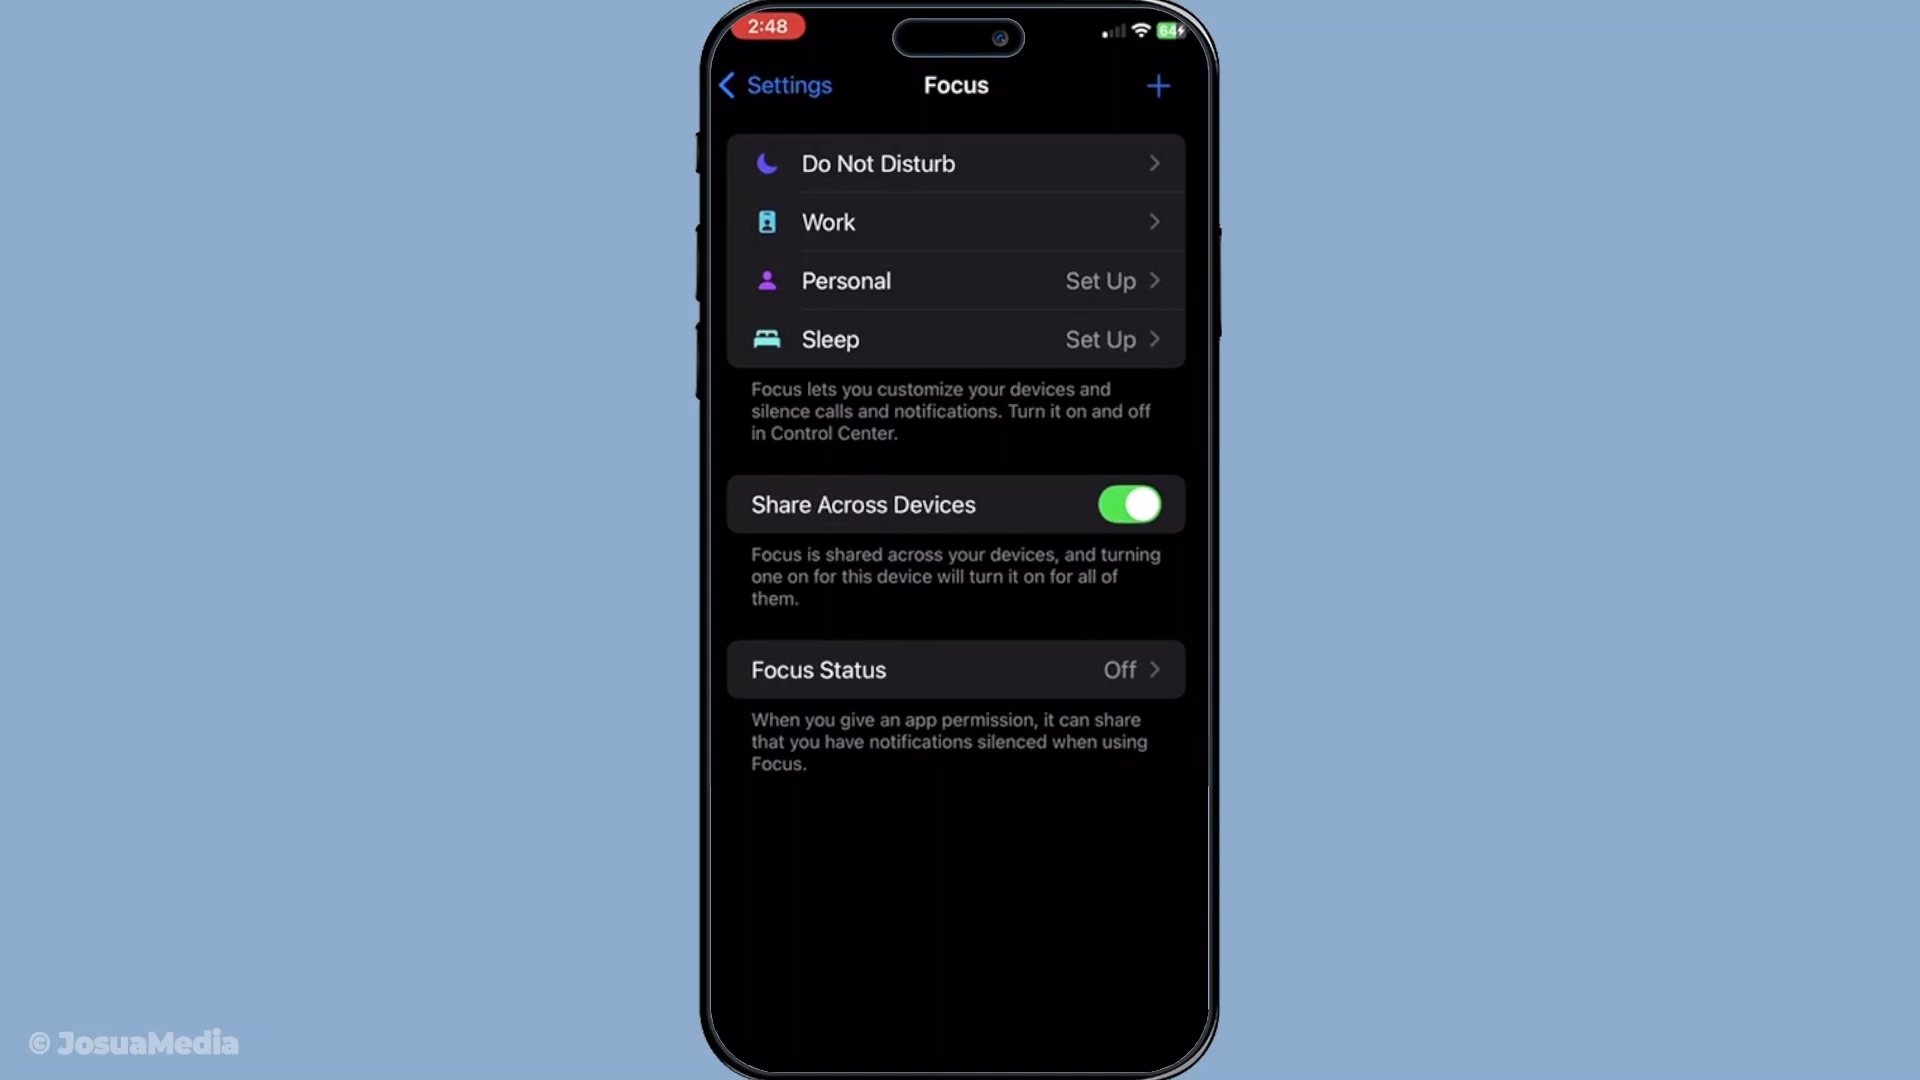 2:48
64
Settings
Focus
Do Not Disturb
Work
Personal
Set Up
Sleep
Set Up
Focus lets you customize your devices and
silence calls and notifications. Turn it on and off
in Control Center.
Share Across Devices
Focus is shared across your devices, and turning
one on for this device will turn it on for all of
them.
Focus Status
Off
When you give an app permission, it can share
that you have notifications silenced when using
Focus.
© JosuaMedia